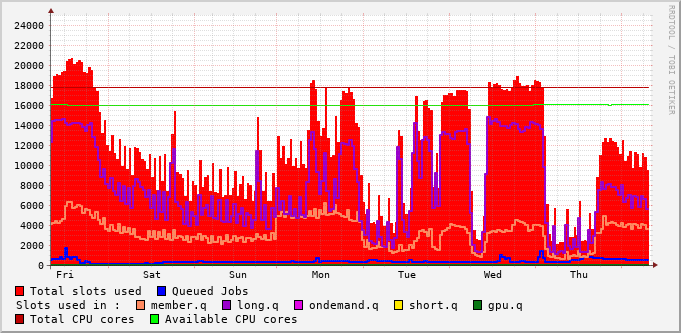 RRDTOOL / TOBI OETIKER
24000
22000
20000
18000
16000
14000
12000
10000
8000
6000
4000
2000
0
Fri Sat Sun Mon Tue Wed Thu
Total slots used Queued Jobs
Slots used in : member.q long.q ondemand.q short.q gpu.q
Total CPU cores Available CPU cores